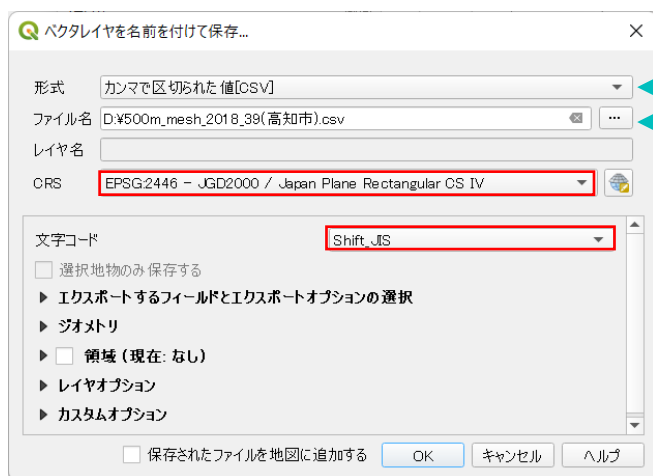 ベクタレイヤを名前を付けて保存...
形式 カンマで区切られた値[CSV]
ファイル名 D:¥500m_mesh_2018_39(高知市).csv ...
レイヤ名
CRS EPSG:2446 - JGD2000 / Japan Plane Rectangular CS IV
文字コード Shift_JIS
選択地物のみ保存する
エクスポートするフィールドとエクスポートオプションの選択
ジオメトリ
領域 (現在: なし)
レイヤオプション
カスタムオプション
保存されたファイルを地図に追加する OK キャンセル ヘルプ